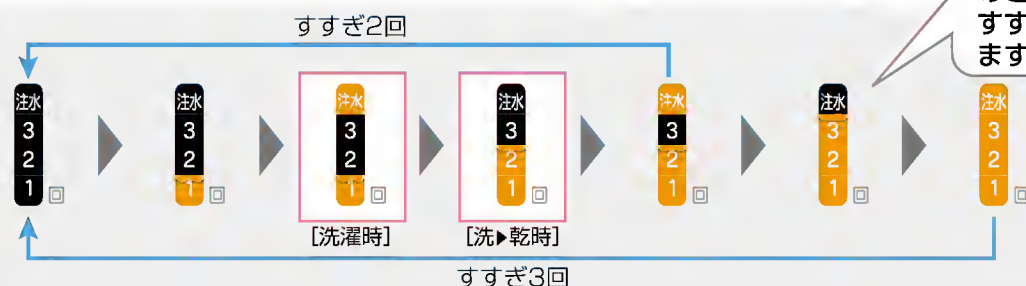 すすぎ2回
すす
ます
注水 注水 注水 注水 注水 注水 注水
3 3 3 3 3 3 3
2 2 2 2 2 2 2
1 回 1 回 1 回 1 回 1 回 1 回 1 回
[洗濯時] [洗▶乾時]
すすぎ3回